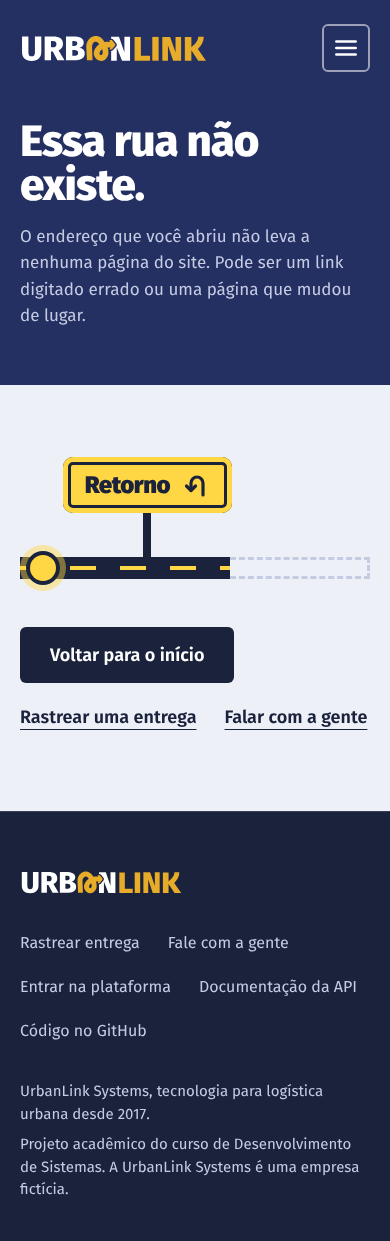 URBANLINK
Essa rua não
existe.
O endereço que você abriu não leva a
nenhuma página do site. Pode ser um link
digitado errado ou uma página que mudou
de lugar.
Retorno
Voltar para o início
Rastrear uma entrega
Falar com a gente
URBANLINK
Rastrear entrega
Fale com a gente
Entrar na plataforma
Documentação da API
Código no GitHub
UrbanLink Systems, tecnologia para logística
urbana desde 2017.
Projeto acadêmico do curso de Desenvolvimento
de Sistemas. A UrbanLink Systems é uma empresa
fictícia.